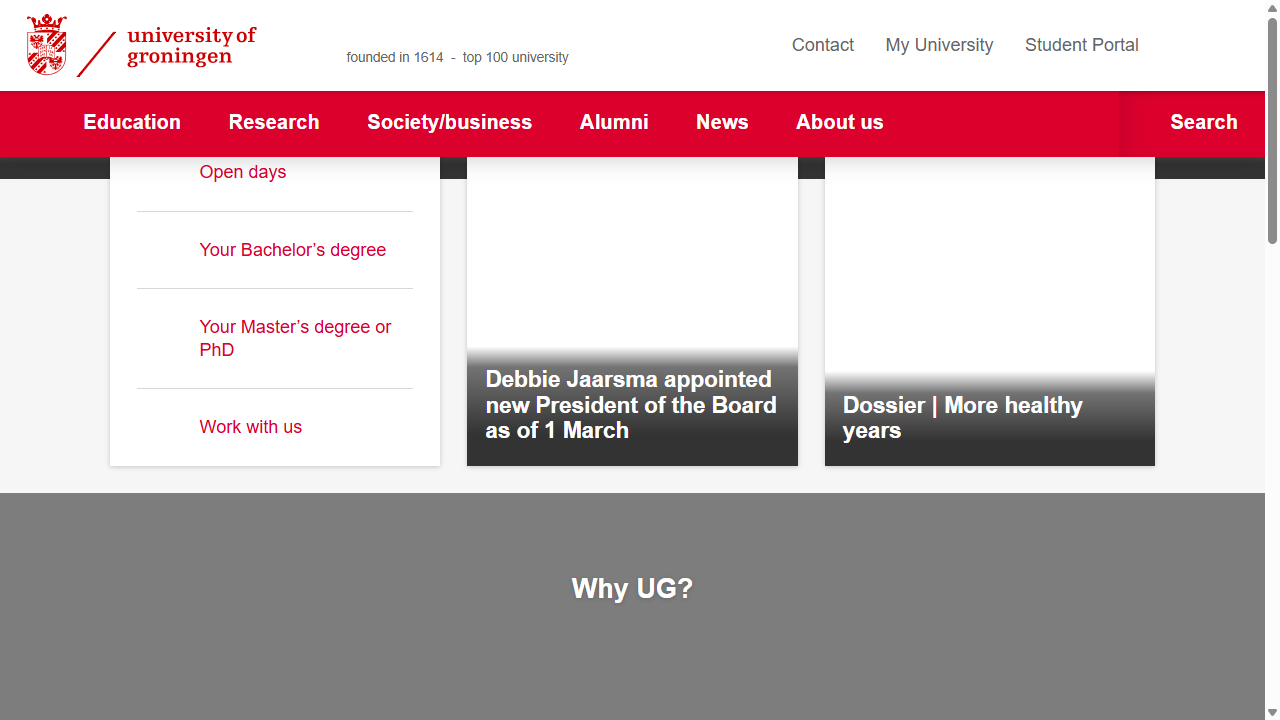 university of
groningen
founded in 1614 - top 100 university
Contact
My University
Student Portal
Education
Research
Society/business
Alumni
News
About us
Search
Open days
Your Bachelor’s degree
Your Master’s degree or
PhD
Work with us
Debbie Jaarsma appointed
new President of the Board
as of 1 March
Dossier | More healthy
years
Why UG?